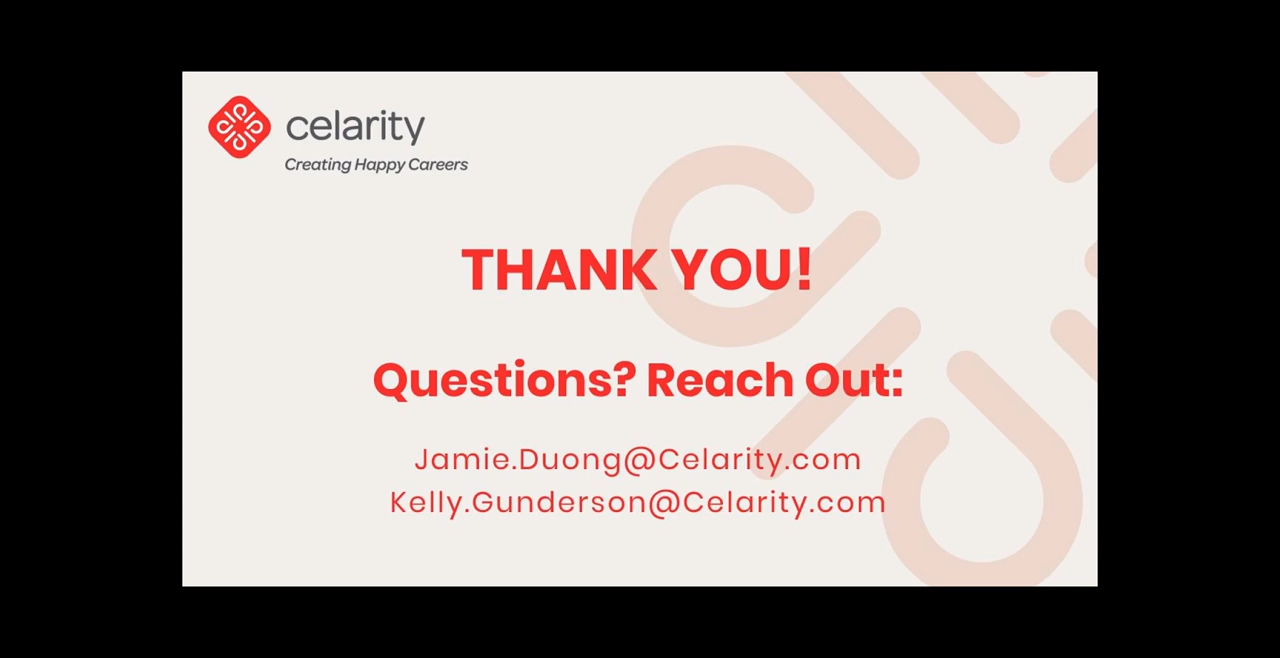 celarity
Creating Happy Careers
THANK YOU!
Questions? Reach Out:
Jamie.Duong@Celarity.com
Kelly.Gunderson@Celarity.com